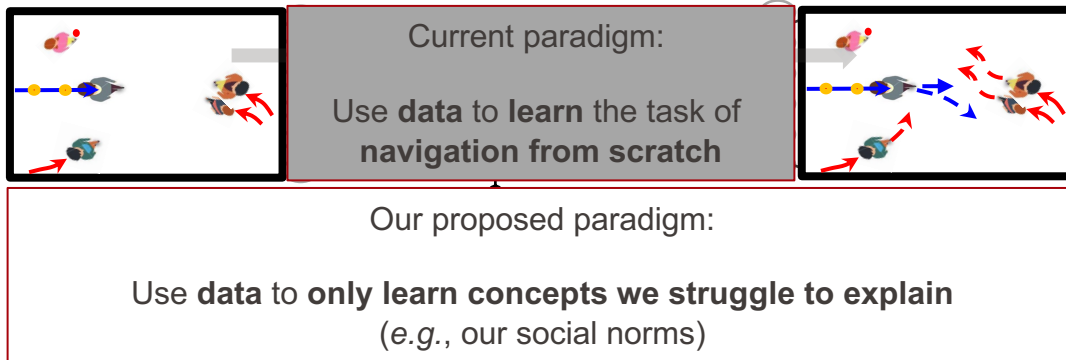 Current paradigm:
Use data to learn the task of
navigation from scratch
Our proposed paradigm:
Use data to only learn concepts we struggle to explain
(e.g., our social norms)